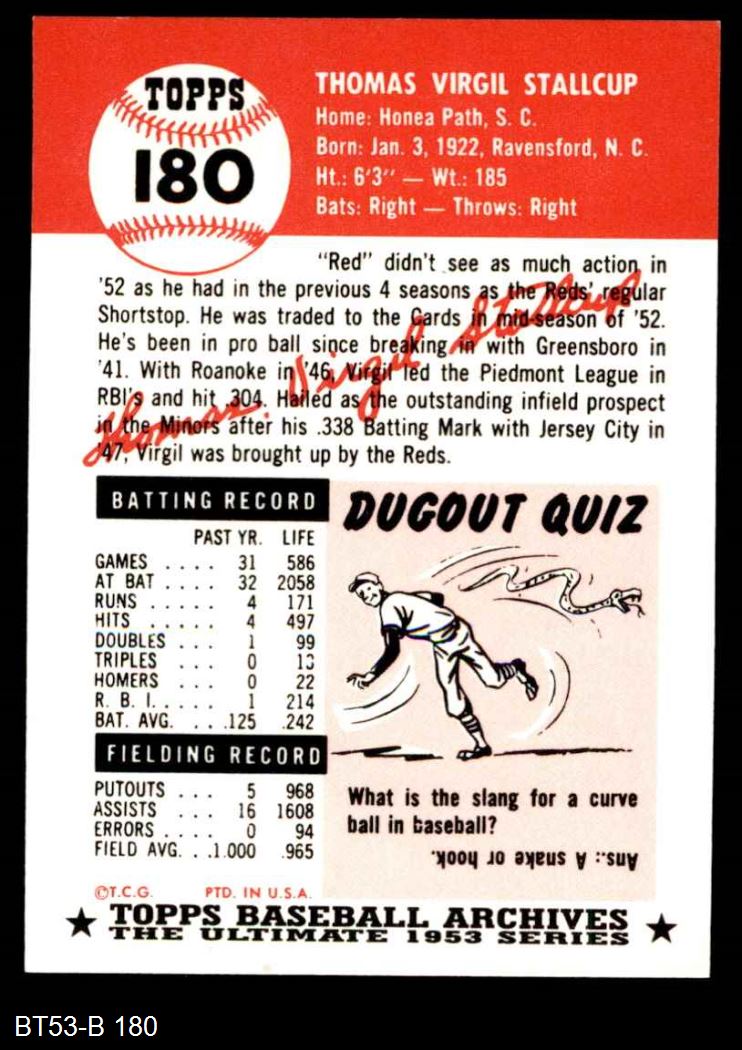 TOPPS
180
THOMAS VIRGIL STALLCUP
Home: Honea Path, S. C.
Born: Jan. 3, 1922, Ravensford, N. C.
Ht.: 6'3" — Wt.: 185
Bats: Right — Throws: Right
"Red" didn't see as much action in
'52 as he had in the previous 4 seasons as the Reds' regular
Shortstop. He was traded to the Cards in mid-season of '52.
He's been in pro ball since breaking in with Greensboro in
'41. With Roanoke in '46, Virgil led the Piedmont League in
RBI's and hit .304. Hailed as the outstanding infield prospect
in the Minors after his .338 Batting Mark with Jersey City in
'47, Virgil was brought up by the Reds.
Thomas Virgil Stallcup
BATTING RECORD
PAST YR. LIFE
GAMES .... 31 586
AT BAT .... 32 2058
RUNS ..... 4 171
HITS ..... 4 497
DOUBLES ... 1 99
TRIPLES ... 0 13
HOMERS ... 0 22
R. B. I. .... 1 214
BAT. AVG. ...125 .242
FIELDING RECORD
PUTOUTS ... 5 968
ASSISTS ... 16 1608
ERRORS .... 0 94
FIELD AVG. ..1.000 .965
DUGOUT QUIZ
What is the slang for a curve
ball in baseball?
Ans.: A snake or hook.
©T.C.G. PTD. IN U.S.A.
★ TOPPS BASEBALL ARCHIVES ★
THE ULTIMATE 1953 SERIES
BT53-B 180